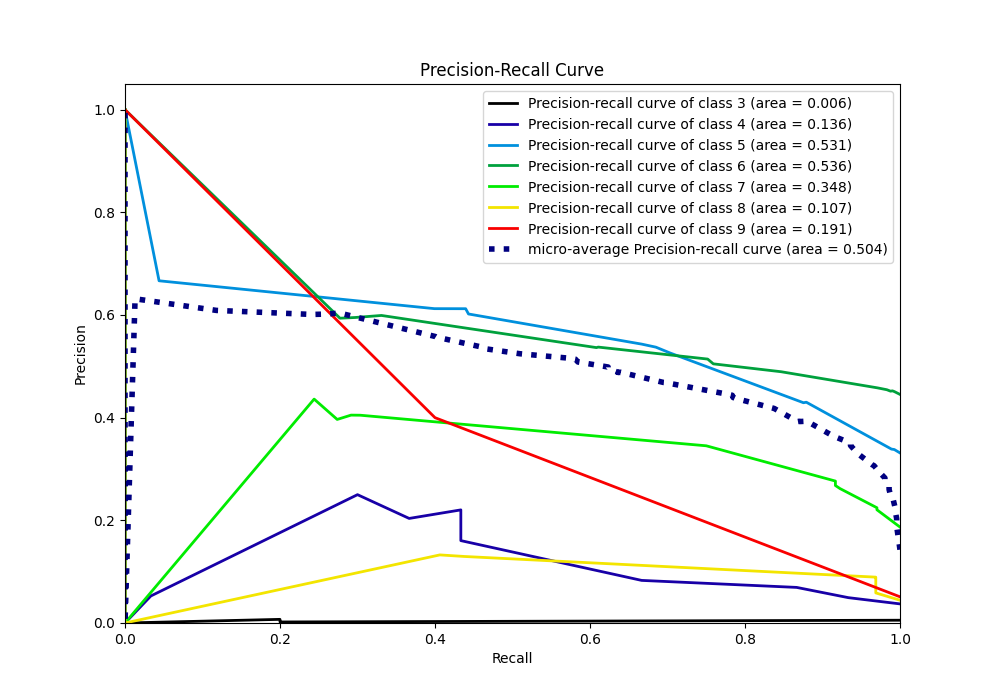 Precision-Recall Curve
Precision-recall curve of class 3 (area = 0.006)
Precision-recall curve of class 4 (area = 0.136)
Precision-recall curve of class 5 (area = 0.531)
Precision-recall curve of class 6 (area = 0.536)
Precision-recall curve of class 7 (area = 0.348)
Precision-recall curve of class 8 (area = 0.107)
Precision-recall curve of class 9 (area = 0.191)
micro-average Precision-recall curve (area = 0.504)
Precision
1.0
0.8
0.6
0.4
0.2
0.0
0.0 0.2 0.4 0.6 0.8 1.0
Recall